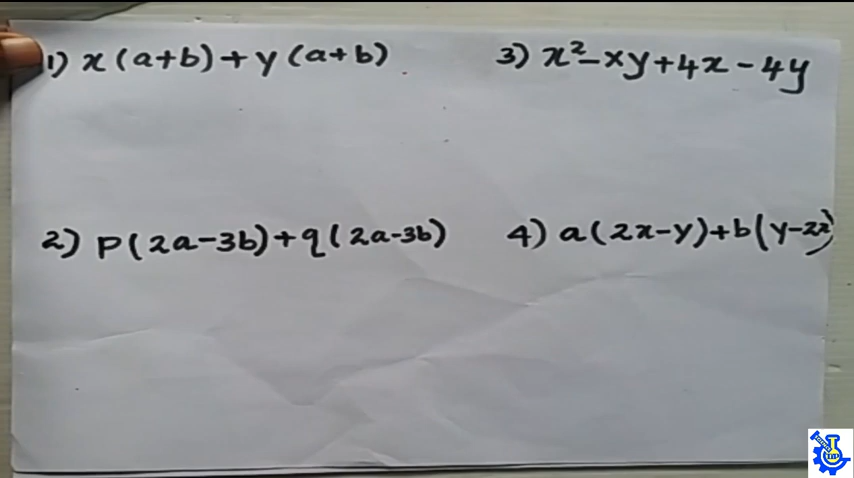 1) x(a+b)+y(a+b)
3) x²-xy+4x-4y
2) p(2a-3b)+q(2a-3b)
4) a(2x-y)+b(y-2x)